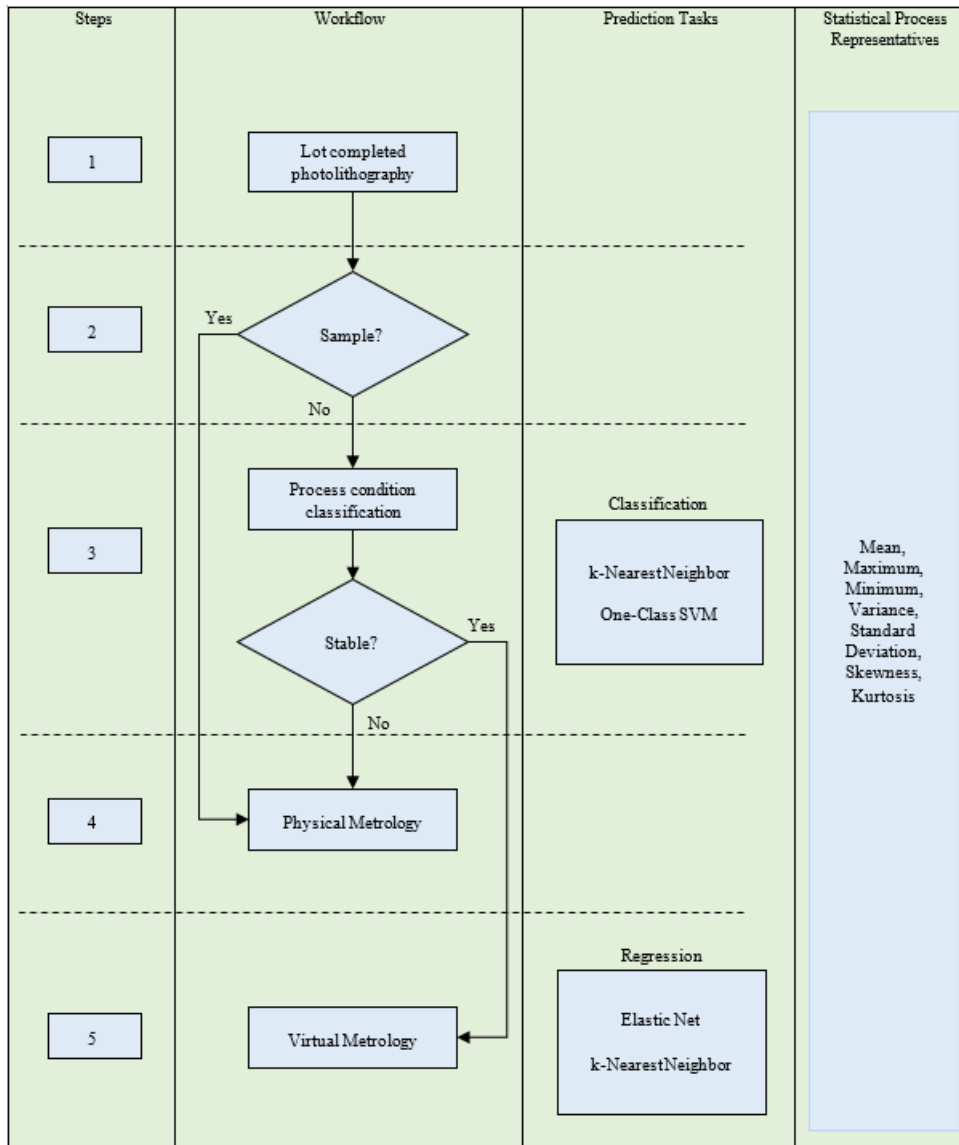 Steps
Workflow
Prediction Tasks
Statistical Process
Representatives
1
Lot completed
photolithography
2
Yes
Sample?
No
3
Process condition
classification
Stable?
Yes
No
Classification
k-NearestNeighbor
One-Class SVM
Mean,
Maximum,
Minimum,
Variance,
Standard
Deviation,
Skewness,
Kurtosis
4
Physical Metrology
5
Virtual Metrology
Regression
Elastic Net
k-NearestNeighbor